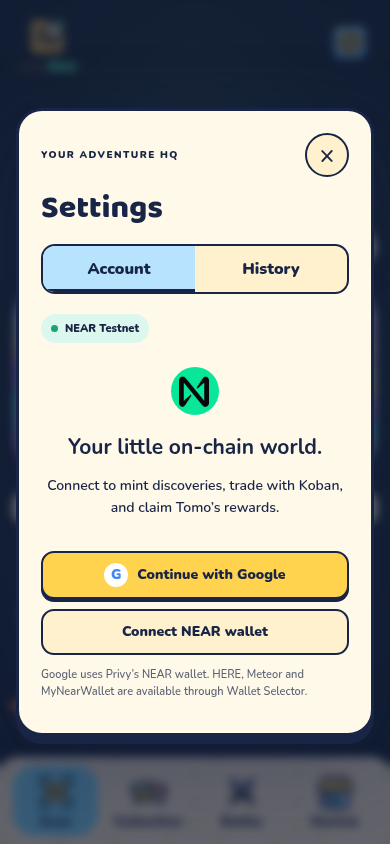 YOUR ADVENTURE HQ
Settings
Account
History
NEAR Testnet
Your little on-chain world.
Connect to mint discoveries, trade with Koban,
and claim Tomo’s rewards.
G Continue with Google
Connect NEAR wallet
Google uses Privy’s NEAR wallet. HERE, Meteor and
MyNearWallet are available through Wallet Selector.